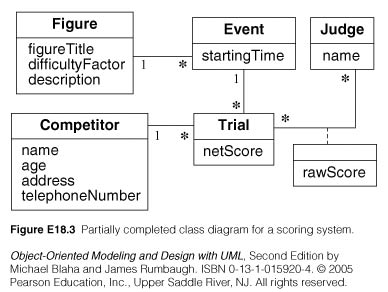 Figure
figureTitle
difficultyFactor
description
1
*
Event
startingTime
1
*
Judge
name
*
Competitor
name
age
address
telephoneNumber
1
*
Trial
netScore
*
rawScore
Figure E18.3 Partially completed class diagram for a scoring system.
Object-Oriented Modeling and Design with UML, Second Edition by
Michael Blaha and James Rumbaugh. ISBN 0-13-1-015920-4. © 2005
Pearson Education, Inc., Upper Saddle River, NJ. All rights reserved.